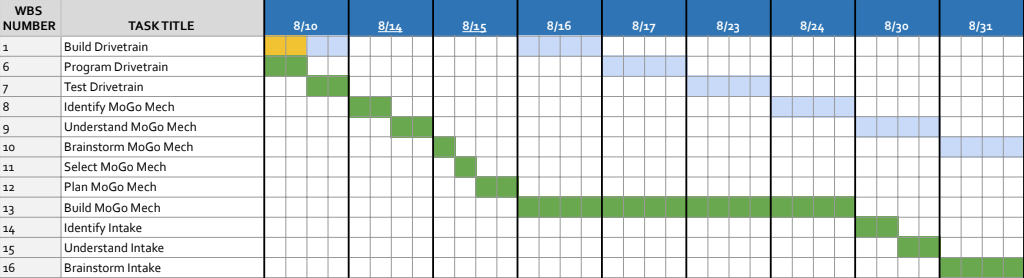 WBS NUMBER TASK TITLE 8/10 8/14 8/15 8/16 8/17 8/23 8/24 8/30 8/31
1 Build Drivetrain
6 Program Drivetrain
7 Test Drivetrain
8 Identify MoGo Mech
9 Understand MoGo Mech
10 Brainstorm MoGo Mech
11 Select MoGo Mech
12 Plan MoGo Mech
13 Build MoGo Mech
14 Identify Intake
15 Understand Intake
16 Brainstorm Intake